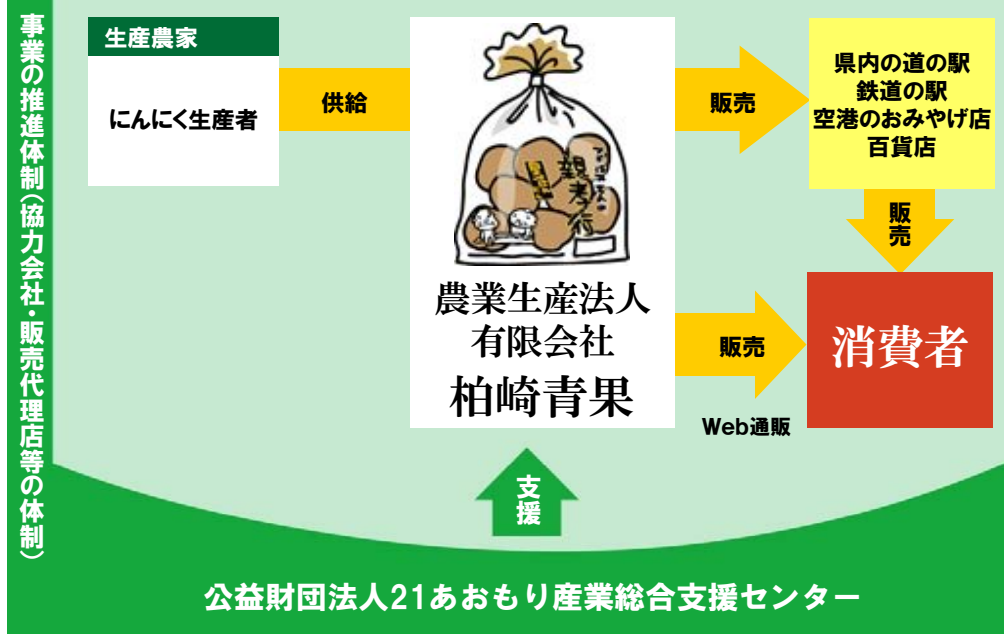 事業の推進体制(協力会社・販売代理店等の体制)
生産農家
にんにく生産者
供給
親孝行
農業生産法人
有限会社
柏崎青果
販売
県内の道の駅
鉄道の駅
空港のおみやげ店
百貨店
販売
販売
Web通販
消費者
支援
公益財団法人21あおもり産業総合支援センター